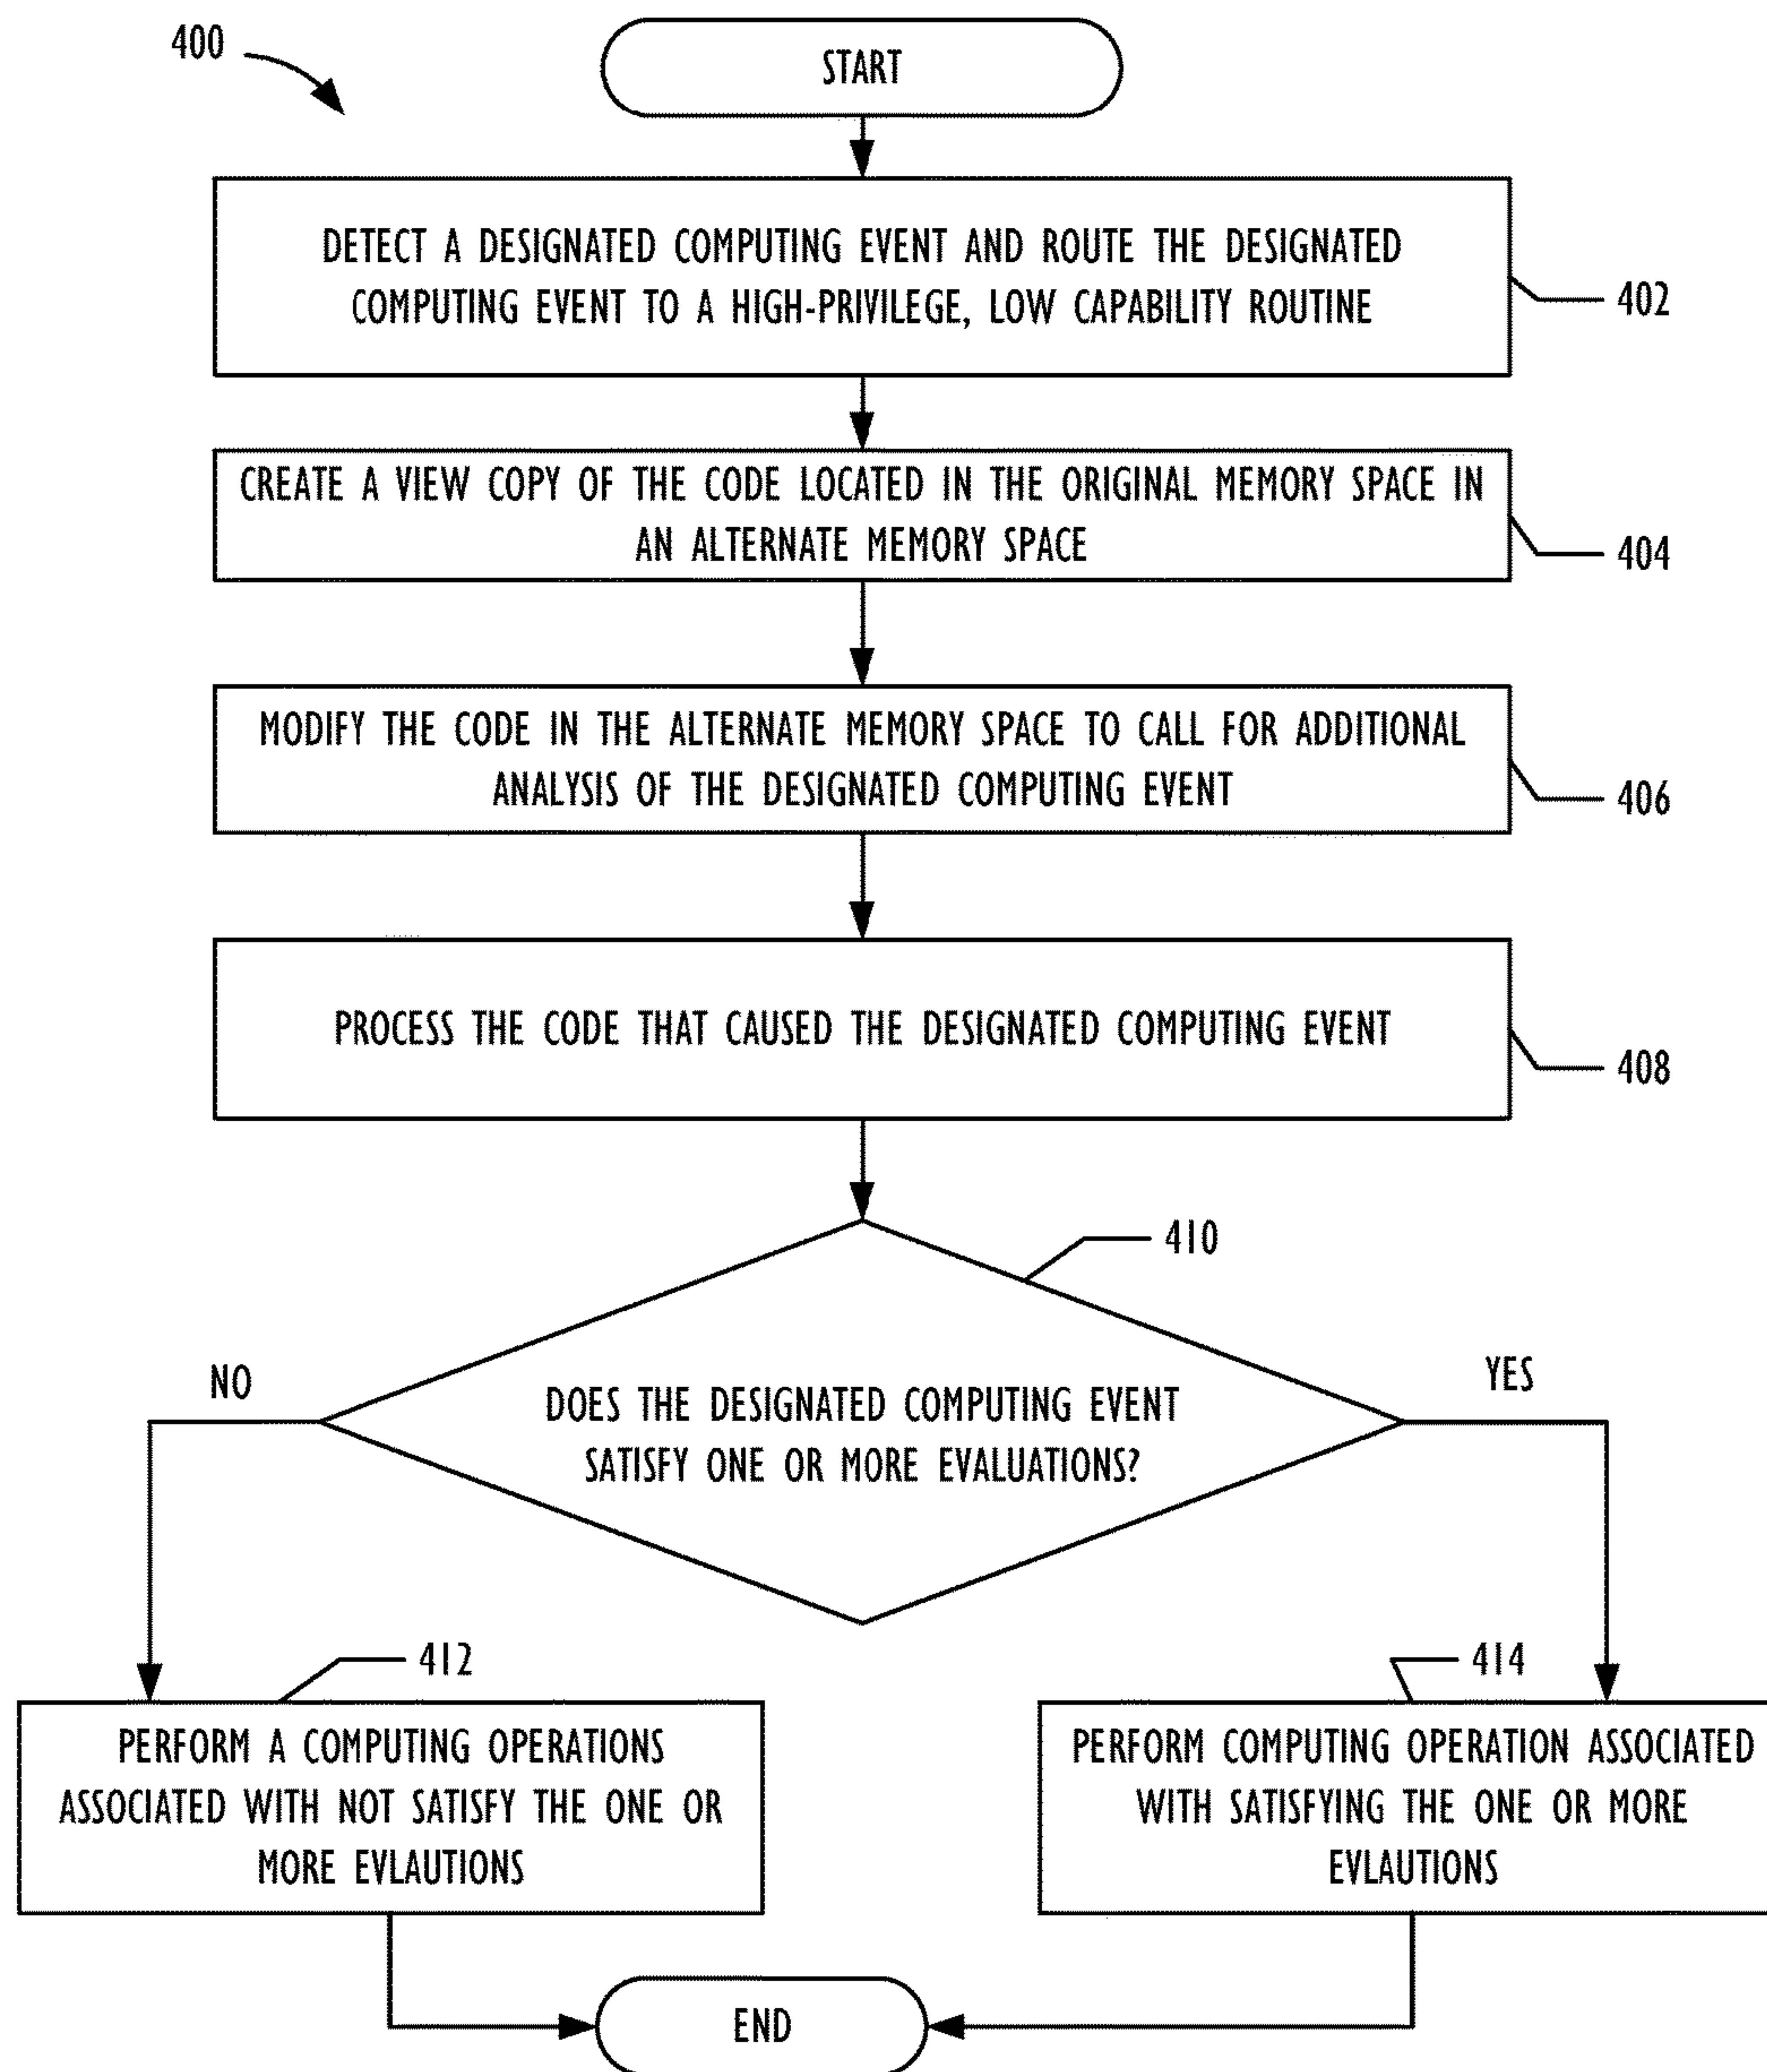 400
START
DETECT A DESIGNATED COMPUTING EVENT AND ROUTE THE DESIGNATED
COMPUTING EVENT TO A HIGH-PRIVILEGE, LOW CAPABILITY ROUTINE
402
CREATE A VIEW COPY OF THE CODE LOCATED IN THE ORIGINAL MEMORY SPACE IN
AN ALTERNATE MEMORY SPACE
404
MODIFY THE CODE IN THE ALTERNATE MEMORY SPACE TO CALL FOR ADDITIONAL
ANALYSIS OF THE DESIGNATED COMPUTING EVENT
406
PROCESS THE CODE THAT CAUSED THE DESIGNATED COMPUTING EVENT
408
410
NO
YES
DOES THE DESIGNATED COMPUTING EVENT
SATISFY ONE OR MORE EVALUATIONS?
412
PERFORM A COMPUTING OPERATIONS
ASSOCIATED WITH NOT SATISFY THE ONE OR
MORE EVLAUTIONS
414
PERFORM COMPUTING OPERATION ASSOCIATED
WITH SATISFYING THE ONE OR MORE
EVLAUTIONS
END